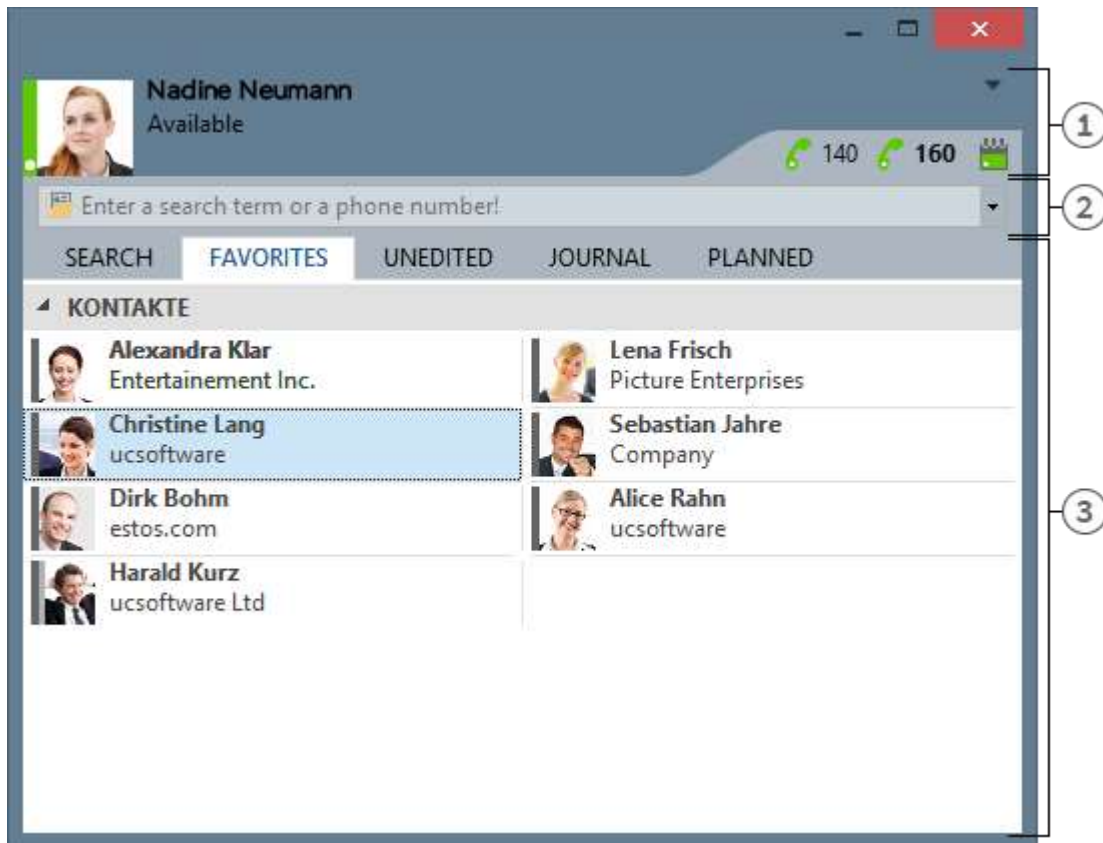 Nadine Neumann
Available
140 160
1
Enter a search term or a phone number!
2
SEARCH FAVORITES UNEDITED JOURNAL PLANNED
KONTAKTE
Alexandra Klar
Entertainement Inc.
Lena Frisch
Picture Enterprises
Christine Lang
ucsoftware
Sebastian Jahre
Company
Dirk Bohm
estos.com
Alice Rahn
ucsoftware
3
Harald Kurz
ucsoftware Ltd